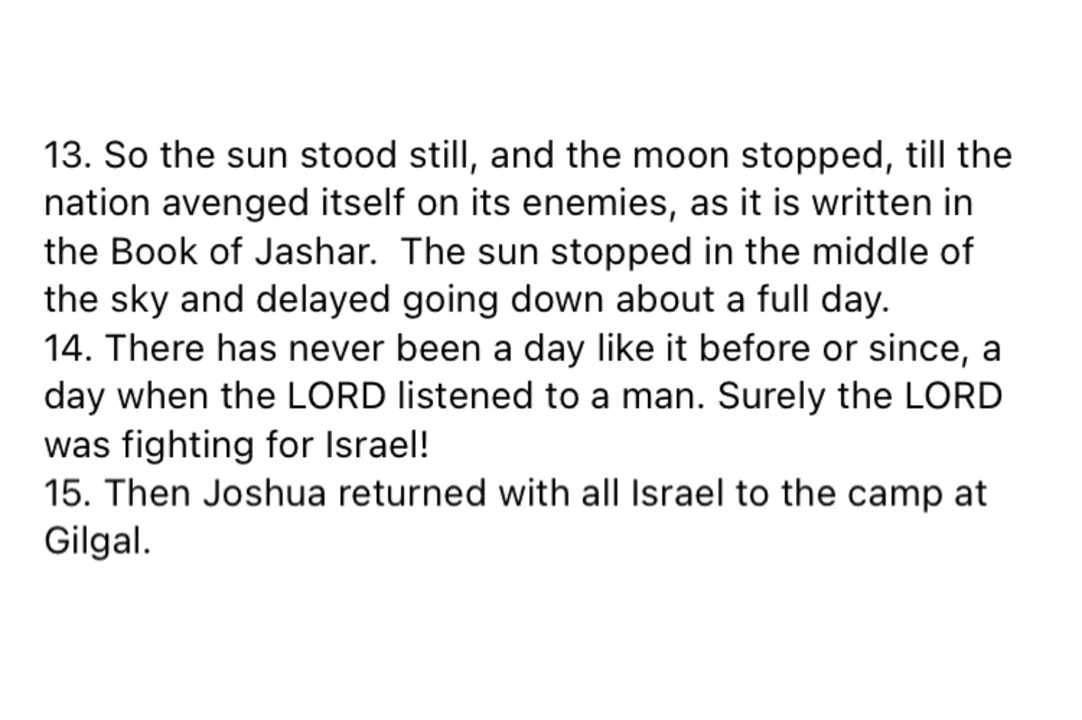 13. So the sun stood still, and the moon stopped, till the
nation avenged itself on its enemies, as it is written in
the Book of Jashar.  The sun stopped in the middle of
the sky and delayed going down about a full day.
14. There has never been a day like it before or since, a
day when the LORD listened to a man. Surely the LORD
was fighting for Israel!
15. Then Joshua returned with all Israel to the camp at
Gilgal.